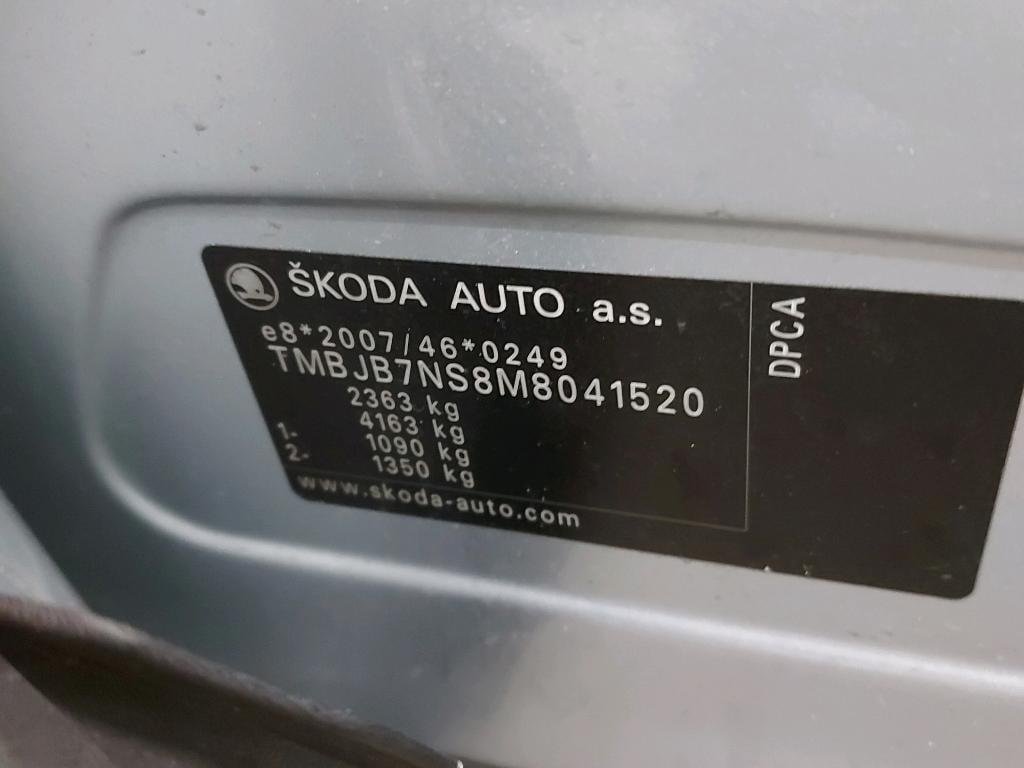 ŠKODA AUTO a.s.
e8*2007/46*0249
TMBJB7NS8M8041520
2363 kg
4163 kg
1- 1090 kg
2- 1350 kg
www.skoda-auto.com
DPCA